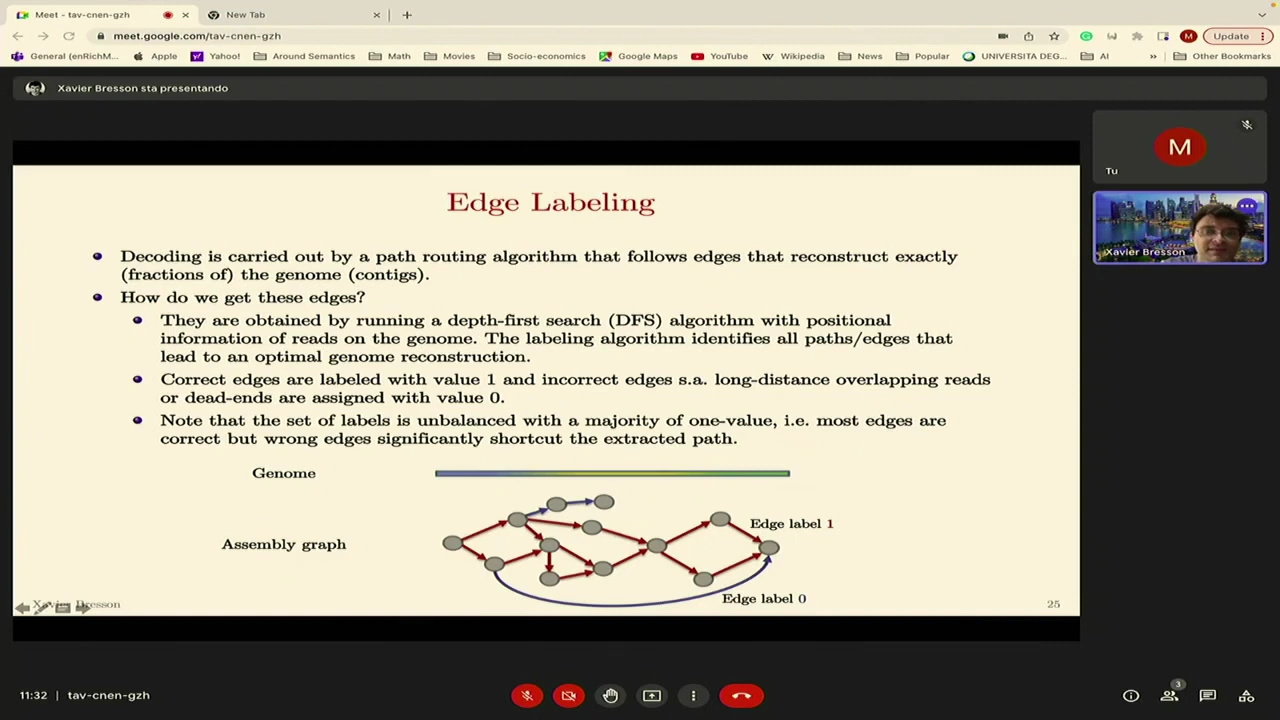 Meet - tav-cnen-gzh
New Tab
meet.google.com/tav-cnen-gzh
Update
General (enRichM...
Apple
Yahoo!
Around Semantics
Math
Movies
Socio-economics
Google Maps
YouTube
Wikipedia
News
Popular
UNIVERSITA DEG...
AI
»
Other Bookmarks
Xavier Bresson sta presentando
M
Tu
Xavier Bresson
Edge Labeling
Decoding is carried out by a path routing algorithm that follows edges that reconstruct exactly
(fractions of) the genome (contigs).
How do we get these edges?
They are obtained by running a depth-first search (DFS) algorithm with positional
information of reads on the genome. The labeling algorithm identifies all paths/edges that
lead to an optimal genome reconstruction.
Correct edges are labeled with value 1 and incorrect edges s.a. long-distance overlapping reads
or dead-ends are assigned with value 0.
Note that the set of labels is unbalanced with a majority of one-value, i.e. most edges are
correct but wrong edges significantly shortcut the extracted path.
Genome
Edge label 1
Assembly graph
Edge label 0
Xavier Bresson
25
11:32 | tav-cnen-gzh
3